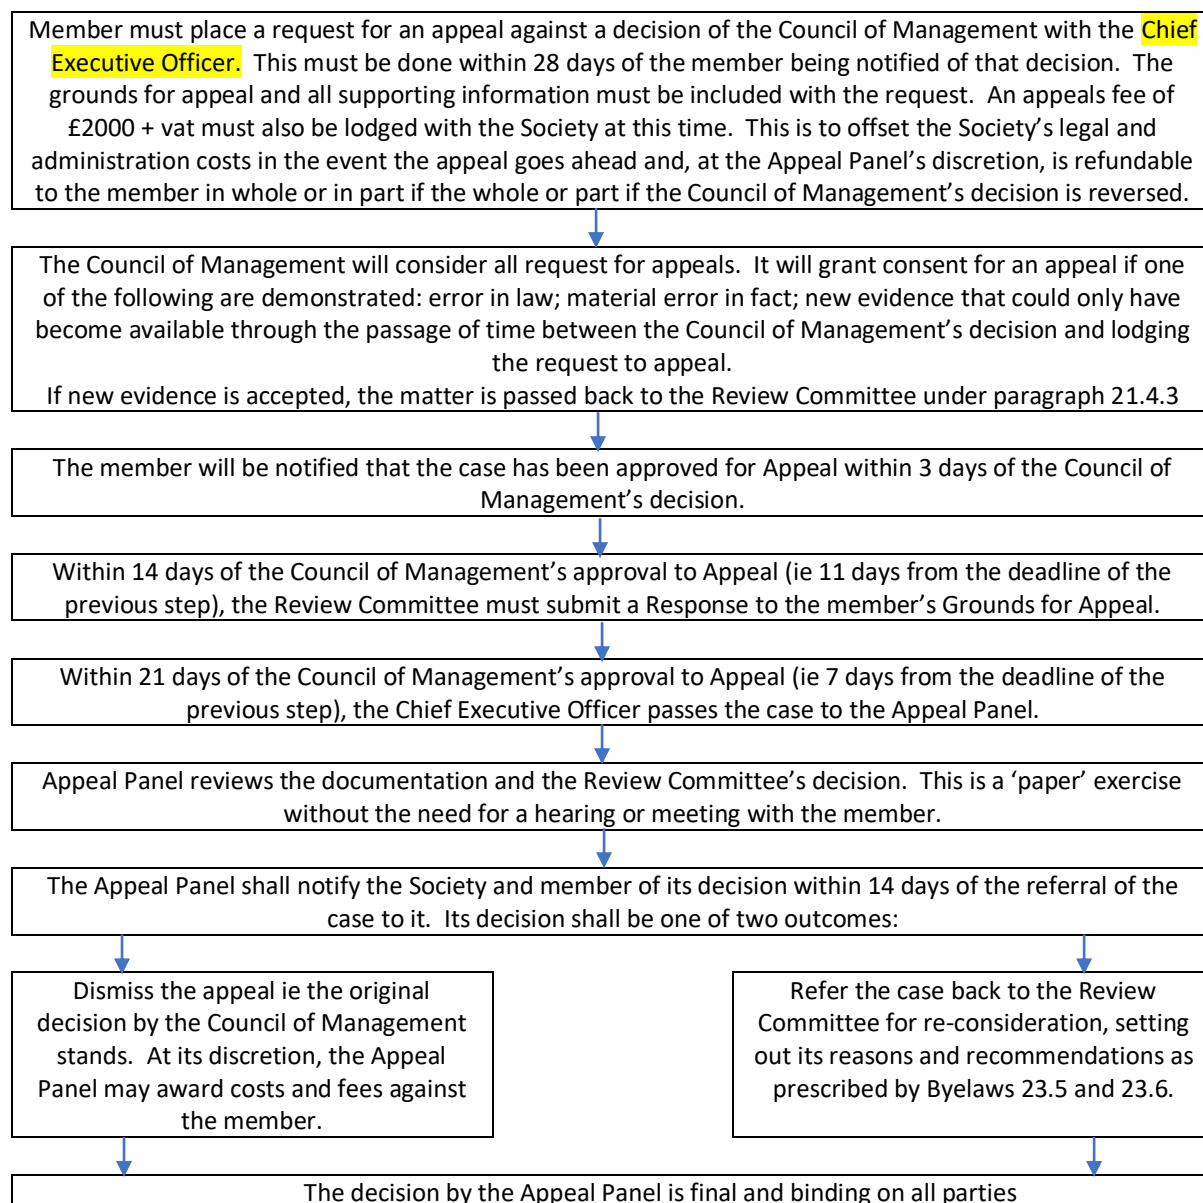 Member must place a request for an appeal against a decision of the Council of Management with the Chief
Executive Officer. This must be done within 28 days of the member being notified of that decision. The
grounds for appeal and all supporting information must be included with the request. An appeals fee of
£2000 + vat must also be lodged with the Society at this time. This is to offset the Society’s legal and
administration costs in the event the appeal goes ahead and, at the Appeal Panel’s discretion, is refundable
to the member in whole or in part if the whole or part if the Council of Management’s decision is reversed.
The Council of Management will consider all request for appeals. It will grant consent for an appeal if one
of the following are demonstrated: error in law; material error in fact; new evidence that could only have
become available through the passage of time between the Council of Management’s decision and lodging
the request to appeal.
If new evidence is accepted, the matter is passed back to the Review Committee under paragraph 21.4.3
The member will be notified that the case has been approved for Appeal within 3 days of the Council of
Management’s decision.
Within 14 days of the Council of Management’s approval to Appeal (ie 11 days from the deadline of the
previous step), the Review Committee must submit a Response to the member’s Grounds for Appeal.
Within 21 days of the Council of Management’s approval to Appeal (ie 7 days from the deadline of the
previous step), the Chief Executive Officer passes the case to the Appeal Panel.
Appeal Panel reviews the documentation and the Review Committee’s decision. This is a ‘paper’ exercise
without the need for a hearing or meeting with the member.
The Appeal Panel shall notify the Society and member of its decision within 14 days of the referral of the
case to it. Its decision shall be one of two outcomes:
Dismiss the appeal ie the original
decision by the Council of Management
stands. At its discretion, the Appeal
Panel may award costs and fees against
the member.
Refer the case back to the Review
Committee for re-consideration, setting
out its reasons and recommendations as
prescribed by Byelaws 23.5 and 23.6.
The decision by the Appeal Panel is final and binding on all parties